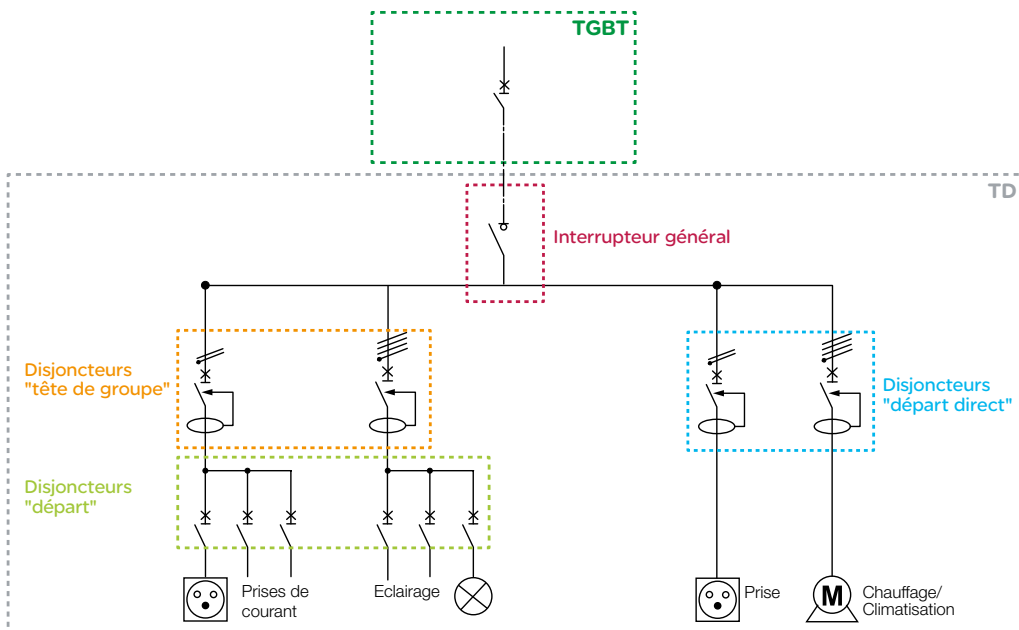 TGBT
TD
Interrupteur général
Disjoncteurs
"tête de groupe"
Disjoncteurs
"départ direct"
Disjoncteurs
"départ"
Prises de
courant
Eclairage
Prise
M
Chauffage/
Climatisation